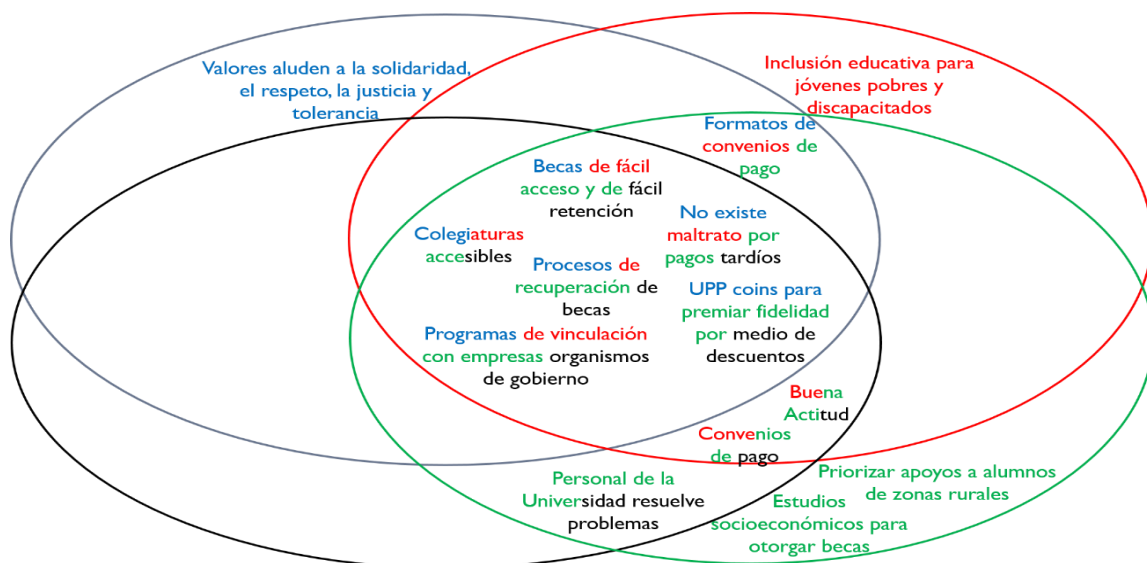 Valores aluden a la solidaridad,
el respeto, la justicia y
tolerancia
Inclusión educativa para
jóvenes pobres y
discapacitados
Formatos de
convenios de
pago
Becas de fácil
acceso y de fácil
retención
No existe
maltrato por
pagos tardíos
Colegiaturas
accesibles
Procesos de
recuperación de
becas
UPP coins para
premiar fidelidad
por medio de
descuentos
Programas de vinculación
con empresas organismos
de gobierno
Buena
Actitud
Convenios
de pago
Personal de la
Universidad resuelve
problemas
Priorizar apoyos a alumnos
de zonas rurales
Estudios
socioeconómicos para
otorgar becas